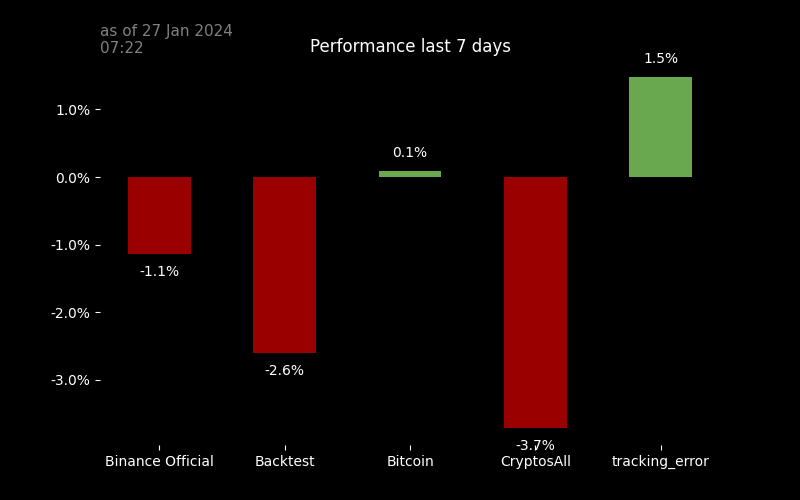 as of 27 Jan 2024
07:22
Performance last 7 days
1.5%
1.0%
0.1%
0.0%
-1.0%
-1.1%
-2.0%
-2.6%
-3.0%
-3.7%
Binance Official
Backtest
Bitcoin
CryptosAll
tracking_error